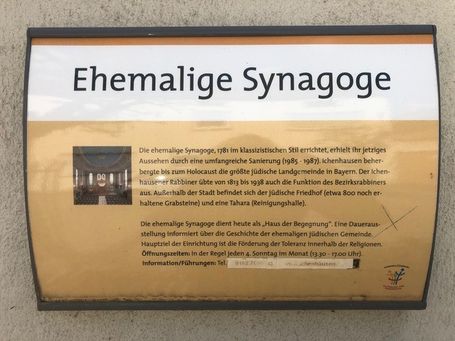 Ehemalige Synagoge
Die ehemalige Synagoge, 1781 im klassizistischen Stil errichtet, erhielt ihr jetziges
Aussehen durch eine umfangreiche Sanierung (1985 - 1987). Ichenhausen beher-
bergte bis zum Holocaust die größte jüdische Landgemeinde in Bayern. Der Ichen-
hausener Rabbiner übte von 1813 bis 1938 auch die Funktion des Bezirksrabbiners
aus. Außerhalb der Stadt befindet sich der jüdische Friedhof (etwa 800 noch er-
haltene Grabsteine) und eine Tahara (Reinigungshalle).
Die ehemalige Synagoge dient heute als „Haus der Begegnung“. Eine Daueraus-
stellung informiert über die Geschichte der ehemaligen jüdischen Gemeinde.
Hauptziel der Einrichtung ist die Förderung der Toleranz innerhalb der Religionen.
Öffnungszeiten: In der Regel jeden 4. Sonntag im Monat (13.30 - 17.00 Uhr).
Information/Führungen: Tel.